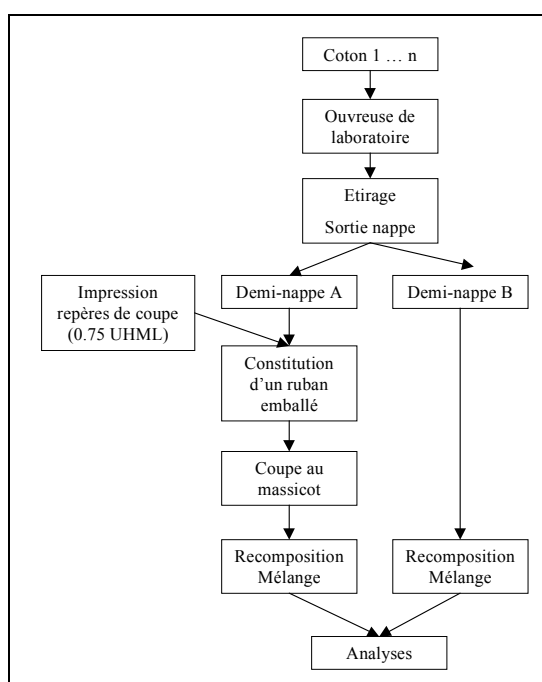 Coton 1 … n
Ouvreuse de
laboratoire
Etirage
Sortie nappe
Impression
repères de coupe
(0.75 UHML)
Demi-nappe A
Demi-nappe B
Constitution
d'un ruban
emballé
Coupe au
massicot
Recomposition
Mélange
Recomposition
Mélange
Analyses